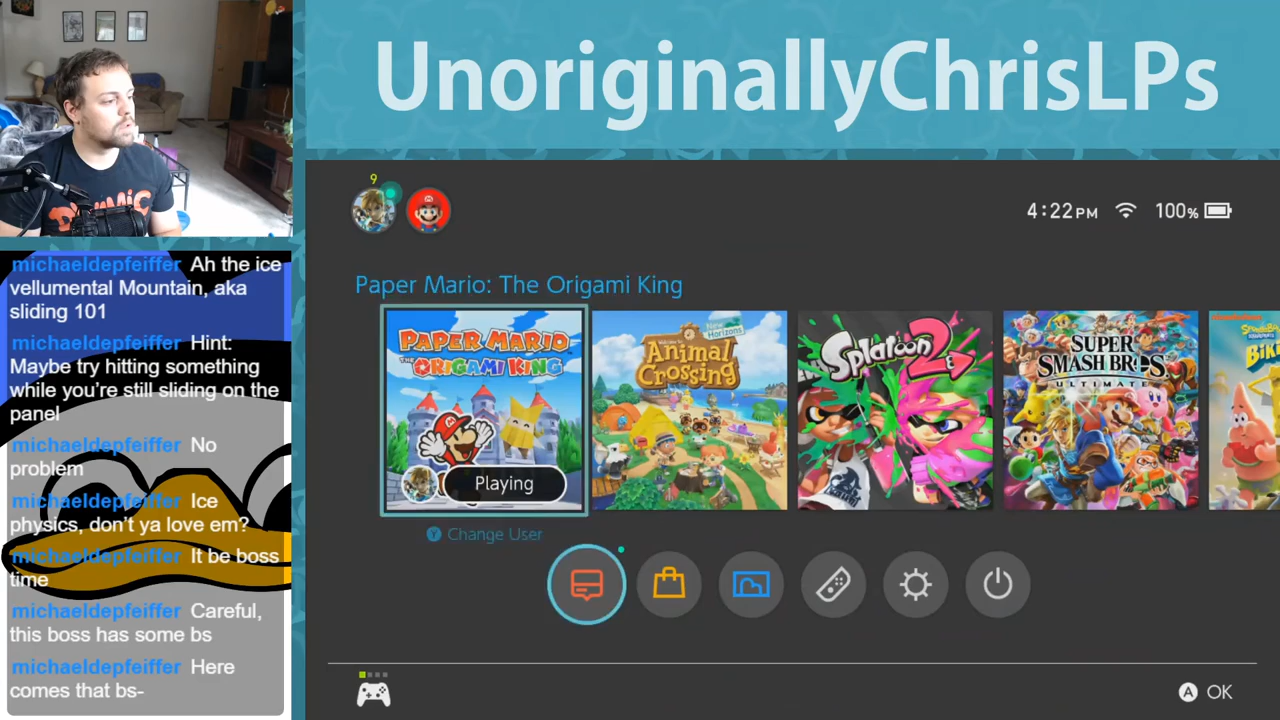 UnoriginallyChrisLPs
9
4:22PM 100%
Paper Mario: The Origami King
PAPER MARIO
THE ORIGAMI KING
Playing
Welcome to
Animal
Crossing
New
Horizons
Splatoon 2
SUPER
SMASH BROS.
ULTIMATE
Y Change User
A OK
michaeldepfeiffer Ah the ice
vellumental Mountain, aka
sliding 101
michaeldepfeiffer Hint:
Maybe try hitting something
while you're still sliding on the
panel
michaeldepfeiffer No
problem
michaeldepfeiffer Ice
physics, don't ya love em?
michaeldepfeiffer It be boss
time
michaeldepfeiffer Careful,
this boss has some bs
michaeldepfeiffer Here
comes that bs-